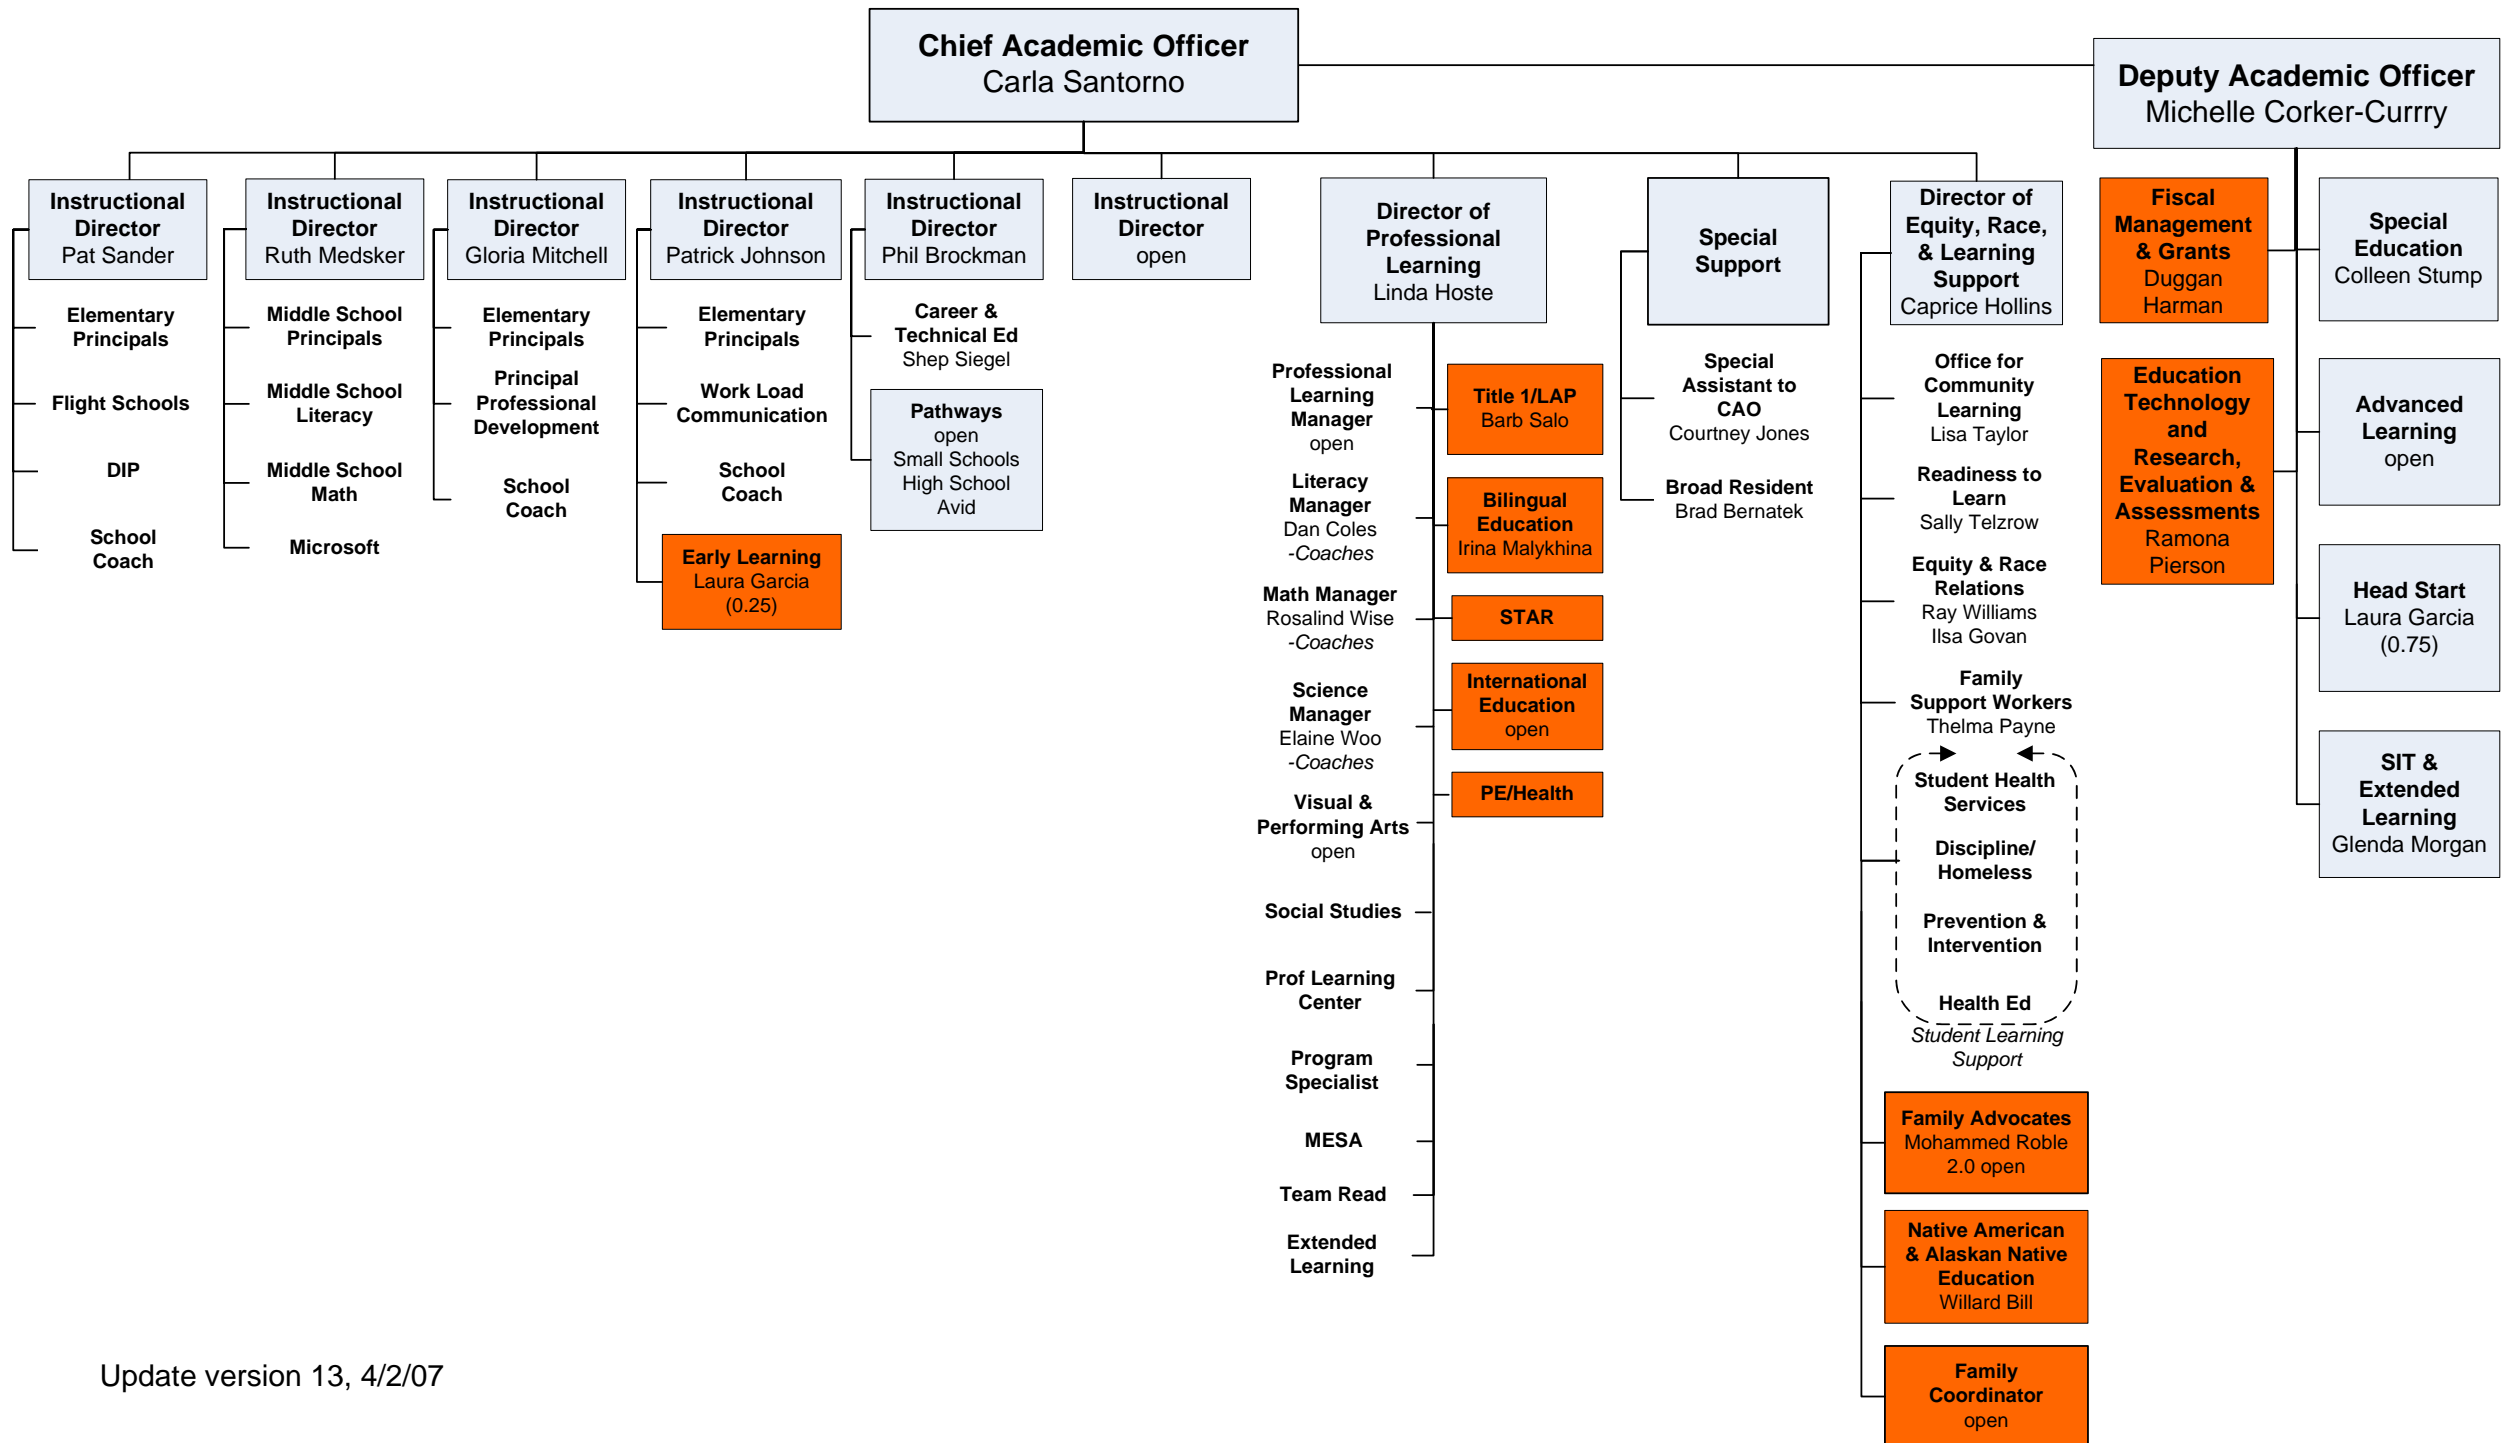 Chief Academic Officer
Carla Santorno
Deputy Academic Officer
Michelle Corker-Currry
Instructional
Director
Pat Sander
Elementary
Principals
Flight Schools
DIP
School
Coach
Instructional
Director
Ruth Medsker
Middle School
Principals
Middle School
Literacy
Middle School
Math
Microsoft
Instructional
Director
Gloria Mitchell
Elementary
Principals
Principal
Professional
Development
School
Coach
Instructional
Director
Patrick Johnson
Elementary
Principals
Work Load
Communication
School
Coach
Early Learning
Laura Garcia
(0.25)
Instructional
Director
Phil Brockman
Career &
Technical Ed
Shep Siegel
Pathways
open
Small Schools
High School
Avid
Instructional
Director
open
Director of
Professional
Learning
Linda Hoste
Professional
Learning
Manager
open
Literacy
Manager
Dan Coles
-Coaches
Math Manager
Rosalind Wise
-Coaches
Science
Manager
Elaine Woo
-Coaches
Visual &
Performing Arts
open
Social Studies
Prof Learning
Center
Program
Specialist
MESA
Team Read
Extended
Learning
Title 1/LAP
Barb Salo
Bilingual
Education
Irina Malykhina
STAR
International
Education
open
PE/Health
Special
Support
Special
Assistant to
CAO
Courtney Jones
Broad Resident
Brad Bernatek
Director of
Equity, Race,
& Learning
Support
Caprice Hollins
Office for
Community
Learning
Lisa Taylor
Readiness to
Learn
Sally Telzrow
Equity & Race
Relations
Ray Williams
Ilsa Govan
Family
Support Workers
Thelma Payne
Student Health
Services
Discipline/
Homeless
Prevention &
Intervention
Health Ed
Student Learning
Support
Family Advocates
Mohammed Roble
2.0 open
Native American
& Alaskan Native
Education
Willard Bill
Family
Coordinator
open
Fiscal
Management
& Grants
Duggan
Harman
Education
Technology
and
Research,
Evaluation &
Assessments
Ramona
Pierson
Special
Education
Colleen Stump
Advanced
Learning
open
Head Start
Laura Garcia
(0.75)
SIT &
Extended
Learning
Glenda Morgan
Update version 13, 4/2/07